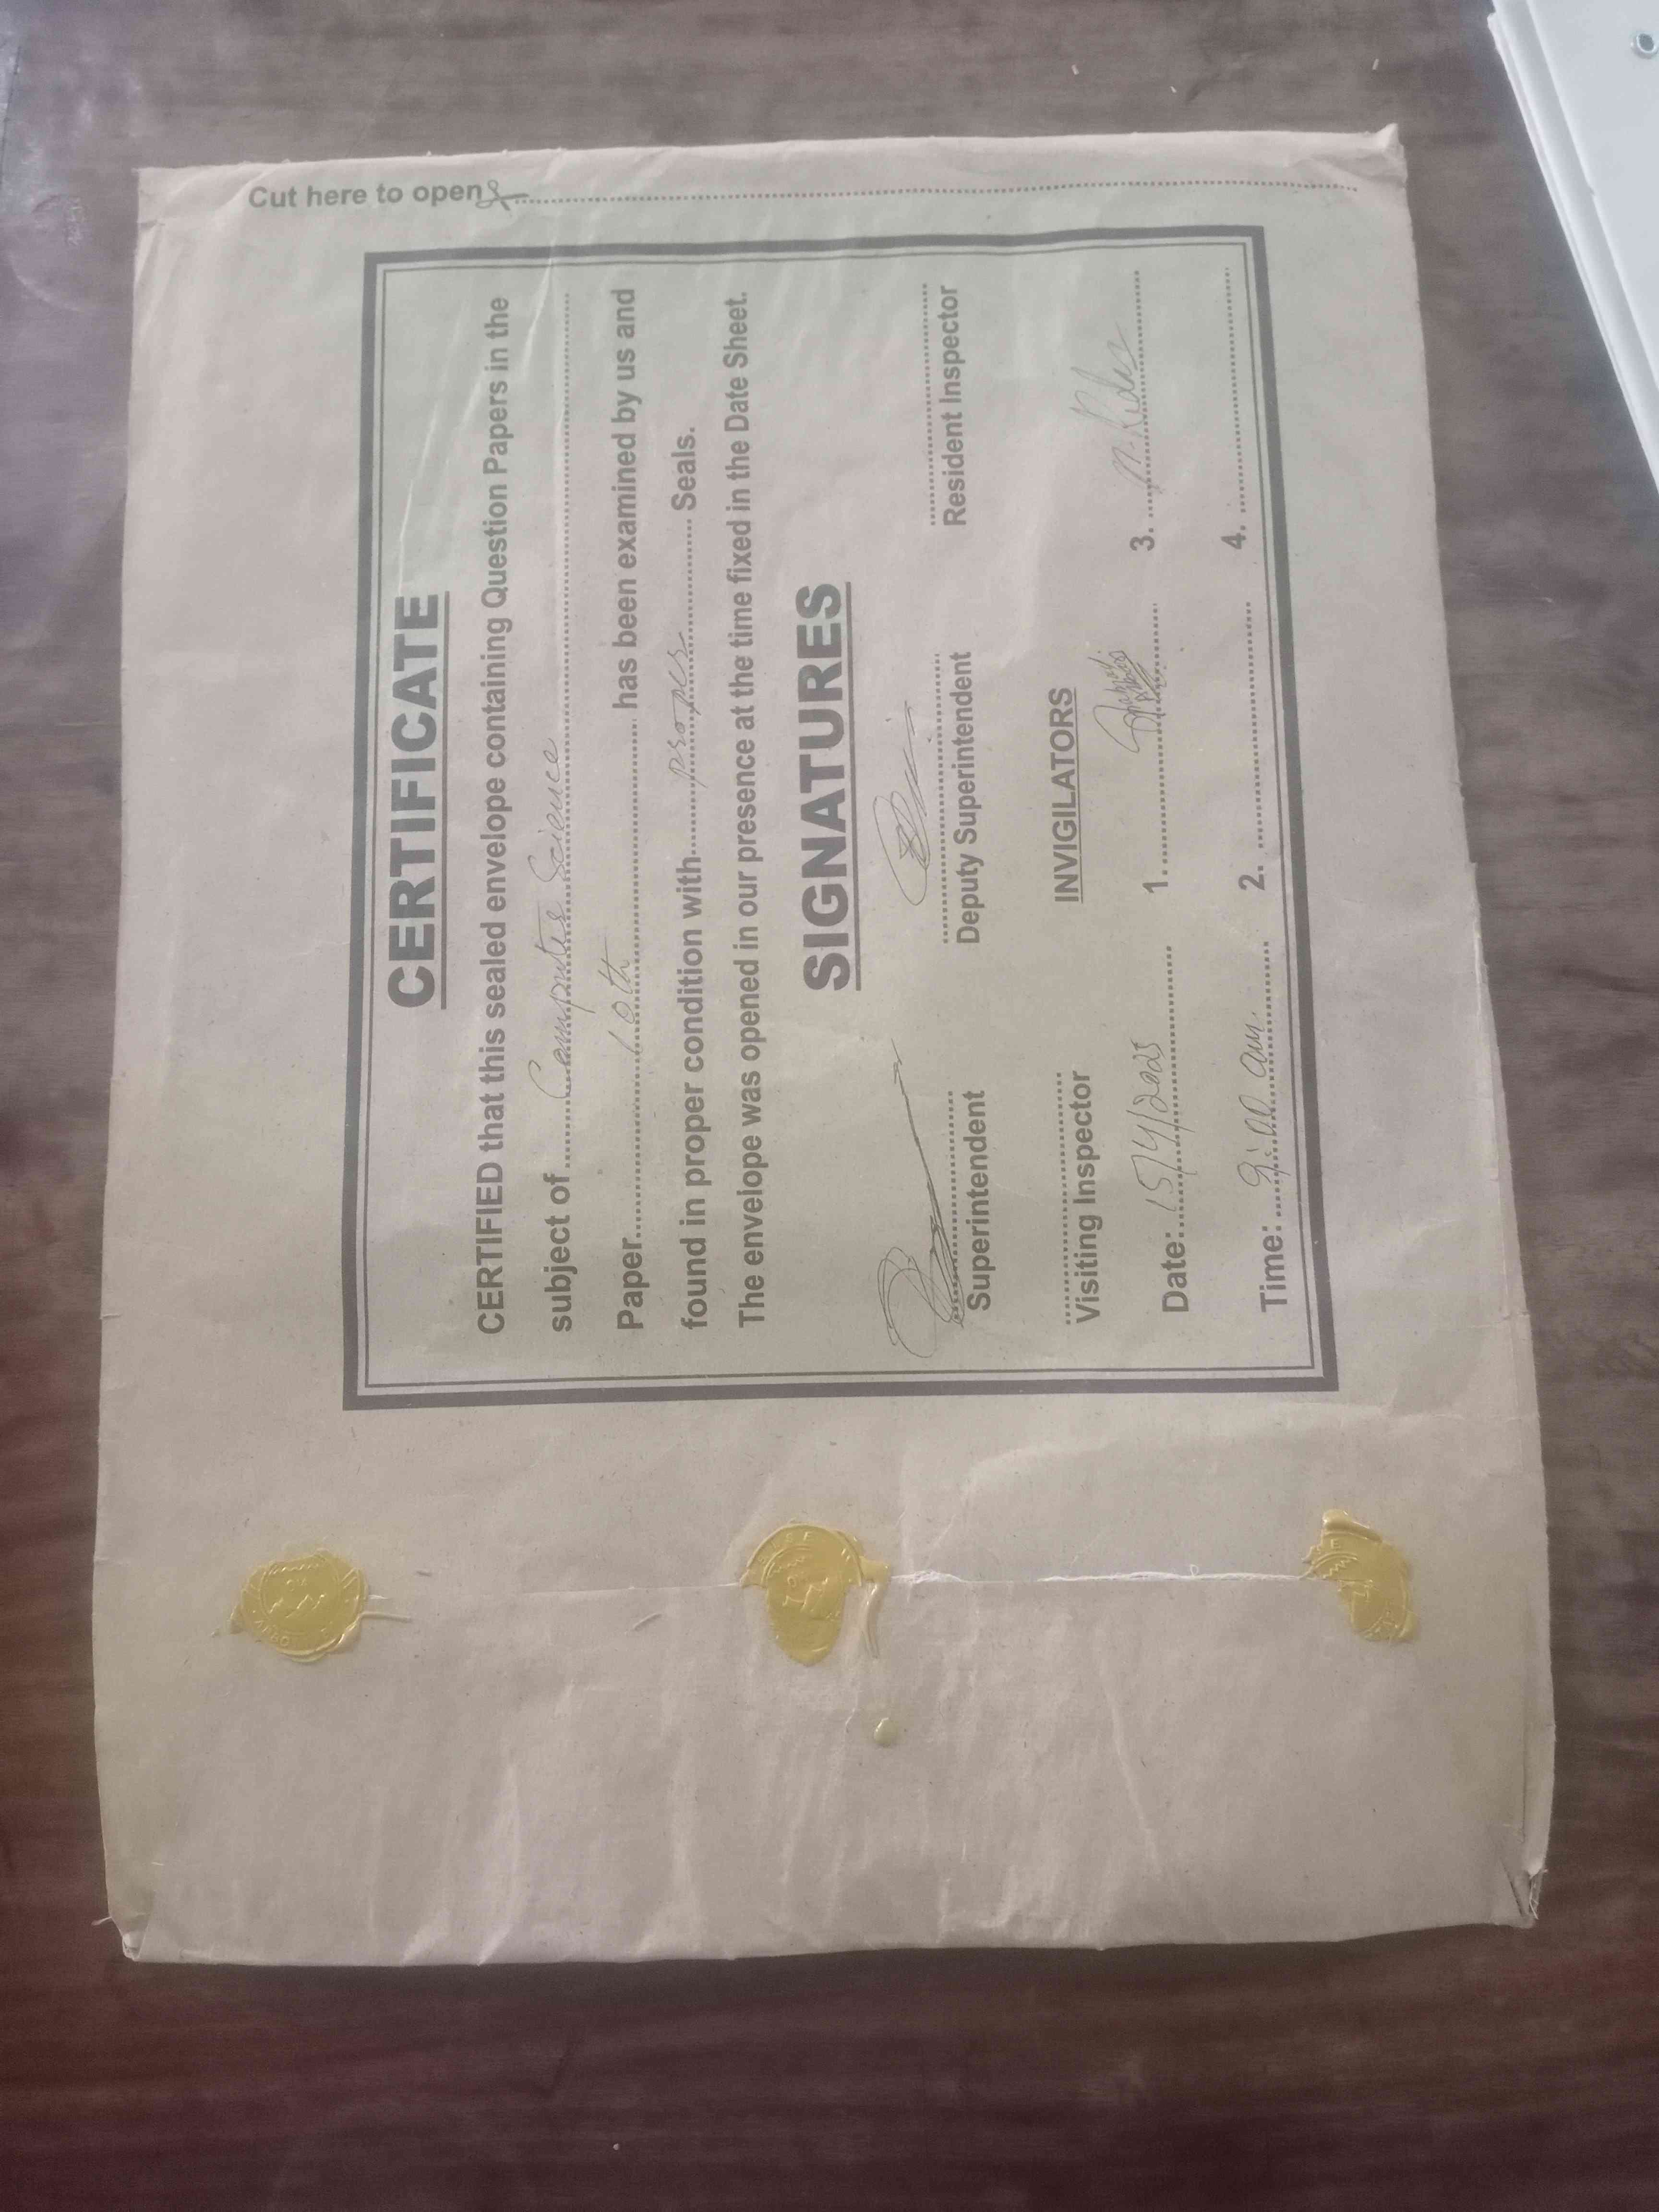 Cut here to open
CERTIFICATE
CERTIFIED that this sealed envelope containing Question Papers in the
subject of Computer Science
Paper 10th has been examined by us and
found in proper condition with proper Seals.
The envelope was opened in our presence at the time fixed in the Date Sheet.
SIGNATURES
Superintendent Deputy Superintendent Resident Inspector
Visiting Inspector INVIGILATORS
Date: 15/4/2025 1. 3.
Time: 9:00 am. 2. 4.